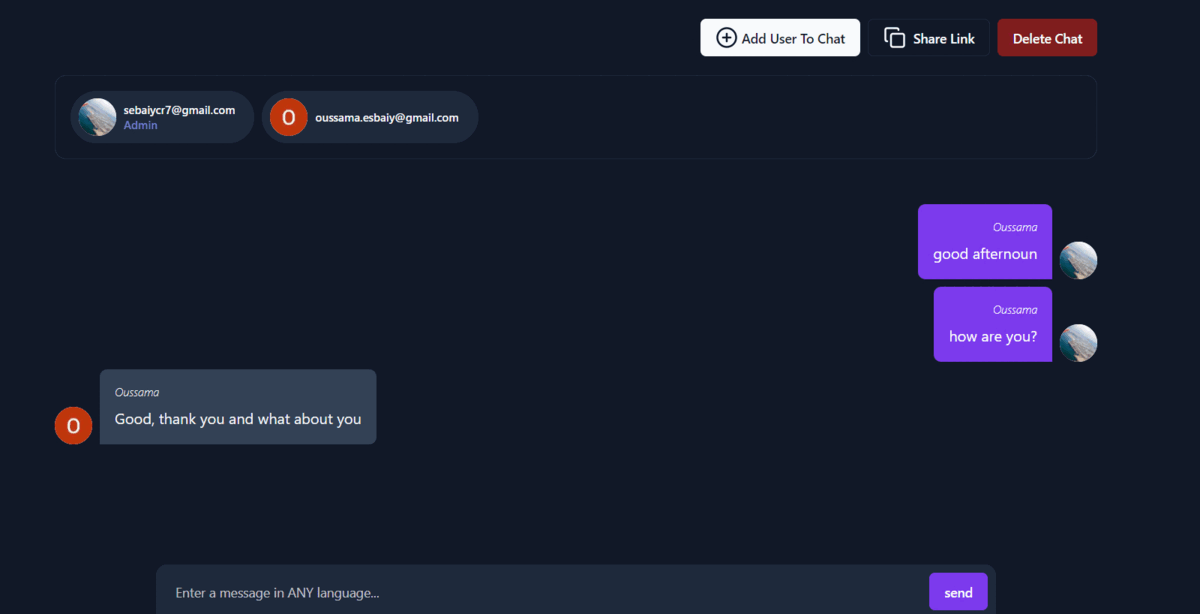 Add User To Chat
Share Link
Delete Chat
sebaiycr7@gmail.com
Admin
O
oussama.esbaiy@gmail.com
Oussama
good afternoun
Oussama
how are you?
Oussama
Good, thank you and what about you
O
Enter a message in ANY language...
send